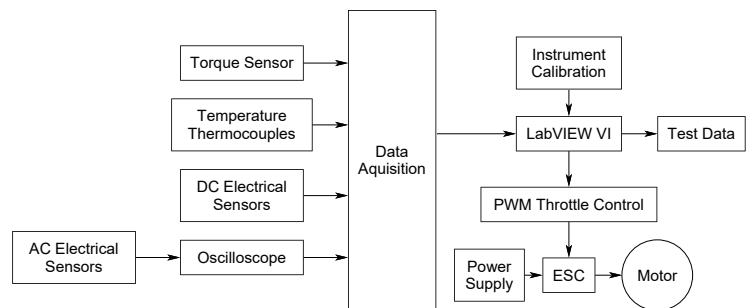 Torque Sensor
Temperature
Thermocouples
DC Electrical
Sensors
AC Electrical
Sensors
Oscilloscope
Data
Aquisition
Instrument
Calibration
LabVIEW VI
Test Data
PWM Throttle Control
Power
Supply
ESC
Motor